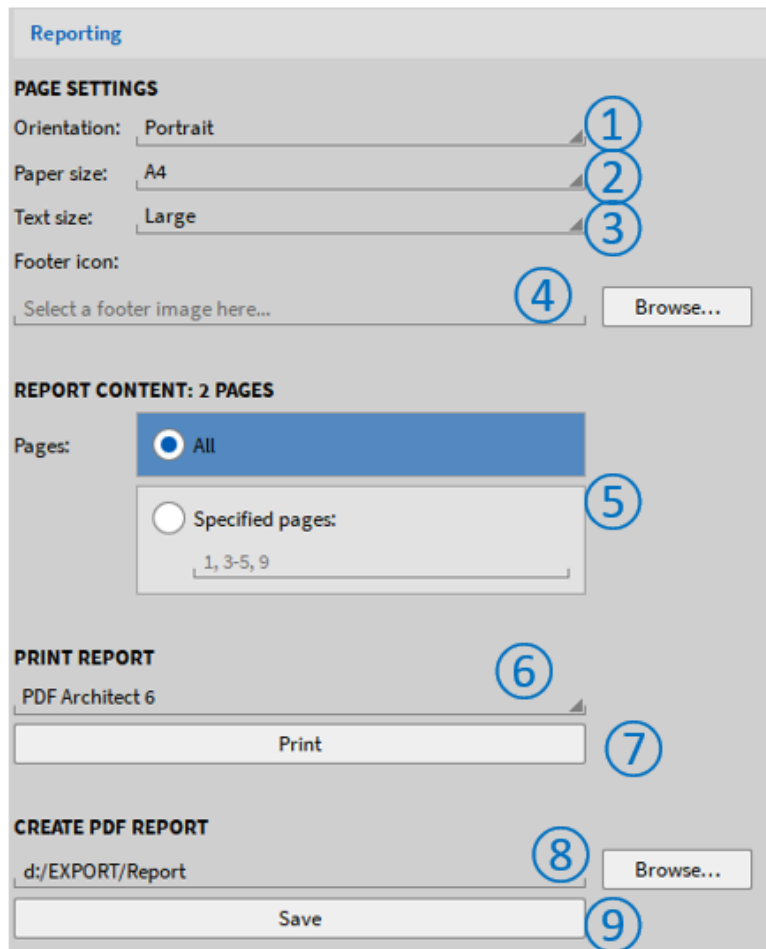 Reporting
PAGE SETTINGS
Orientation: Portrait ①
Paper size: A4 ②
Text size: Large ③
Footer icon:
Select a footer image here... ④ Browse...
REPORT CONTENT: 2 PAGES
Pages: All
⑤
Specified pages:
1, 3-5, 9
PRINT REPORT
⑥
PDF Architect 6
Print ⑦
CREATE PDF REPORT
d:/EXPORT/Report ⑧ Browse...
Save ⑨